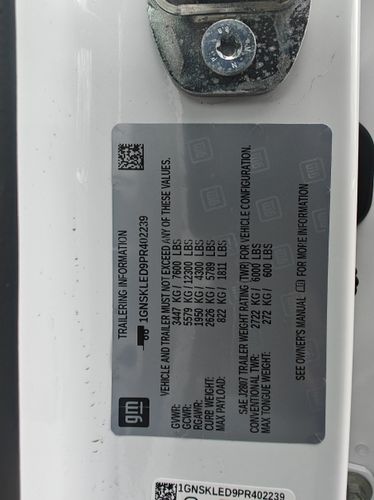 gm
TRAILERING INFORMATION
1GNSKLED9PR402239
VEHICLE AND TRAILER MUST NOT EXCEED ANY OF THESE VALUES.
GVWR: 3447 KG/ 7600 LBS
GCWR: 5579 KG/12300 LBS
RGAWR: 1950 KG/ 4300 LBS
CURB WEIGHT: 2626 KG/ 5789 LBS
MAX PAYLOAD: 822 KG/ 1811 LBS
SAE J2807 TRAILER WEIGHT RATING (TWR) FOR VEHICLE CONFIGURATION.
CONVENTIONAL TWR: 2722 KG/ 6000 LBS
MAX TONGUE WEIGHT: 272 KG/ 600 LBS
SEE OWNER'S MANUAL FOR MORE INFORMATION
1GNSKLED9PR402239